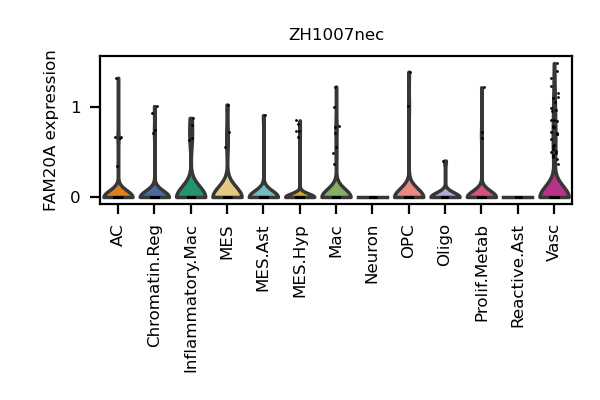 ZH1007nec
FAM20A expression
1
0
AC
Chromatin.Reg
Inflammatory.Mac
MES
MES.Ast
MES.Hyp
Mac
Neuron
OPC
Oligo
Prolif.Metab
Reactive.Ast
Vasc